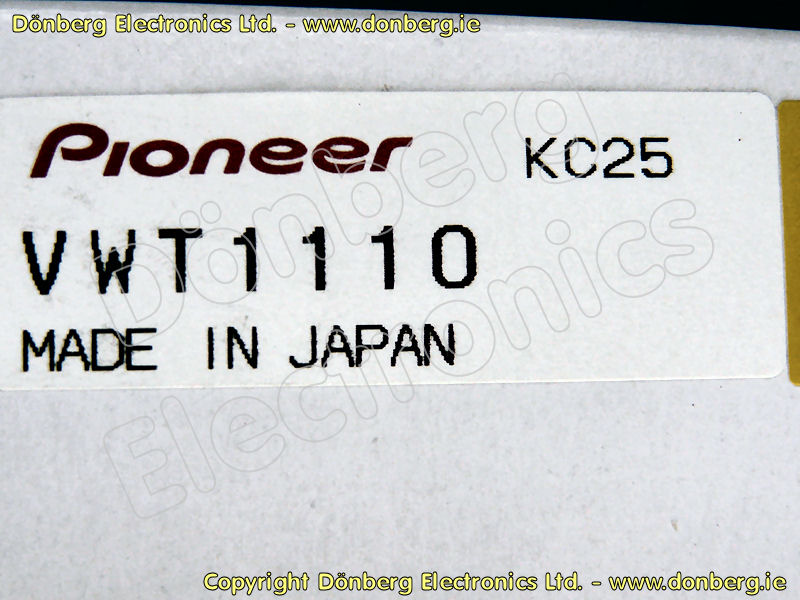 Dönberg Electronics Ltd. - www.donberg.ie
Pioneer KC25
VWT1110
MADE IN JAPAN
Dönberg
Electronics
Copyright Dönberg Electronics Ltd. - www.donberg.ie